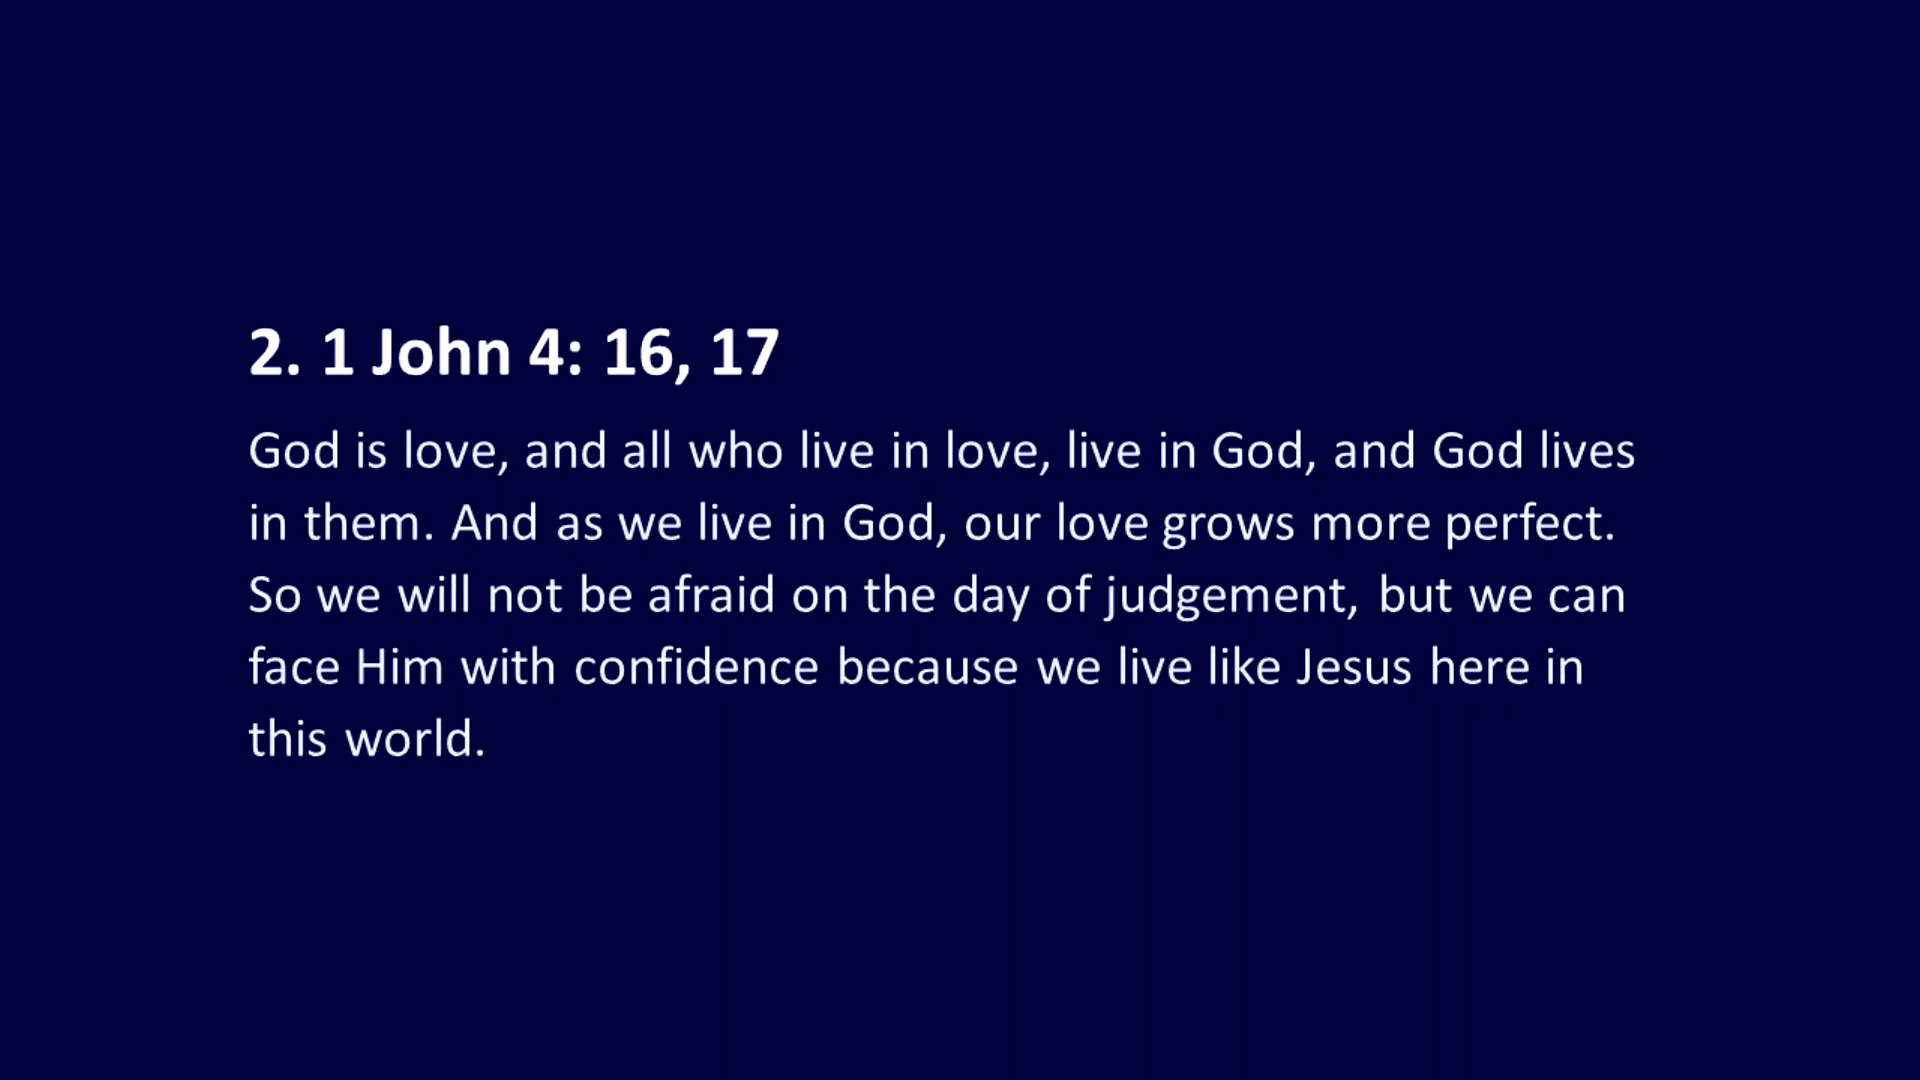 2. 1 John 4: 16, 17
God is love, and all who live in love, live in God, and God lives
in them. And as we live in God, our love grows more perfect.
So we will not be afraid on the day of judgement, but we can
face Him with confidence because we live like Jesus here in
this world.